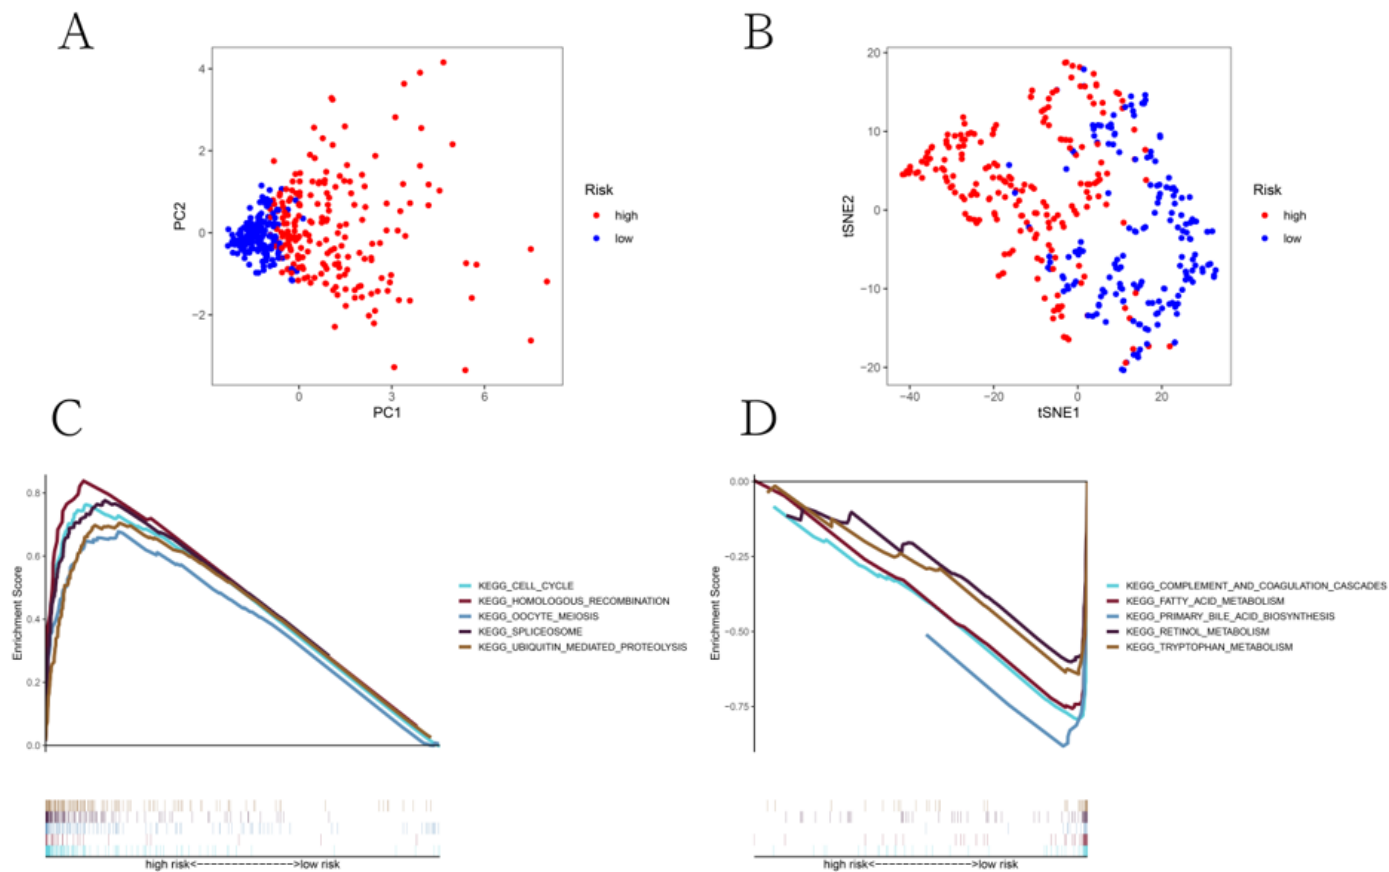 A
4
2
0
−2
PC2
0
3
6
PC1
Risk
high
low
B
20
10
0
−10
−20
tSNE2
−40
−20
0
20
tSNE1
Risk
high
low
C
0.8
0.6
0.4
0.2
0.0
Enrichment Score
KEGG_CELL_CYCLE
KEGG_HOMOLOGOUS_RECOMBINATION
KEGG_OOCYTE_MEIOSIS
KEGG_SPLICEOSOME
KEGG_UBIQUITIN_MEDIATED_PROTEOLYSIS
high risk<-------------->low risk
D
0.00
−0.25
−0.50
−0.75
Enrichment Score
KEGG_COMPLEMENT_AND_COAGULATION_CASCADES
KEGG_FATTY_ACID_METABOLISM
KEGG_PRIMARY_BILE_ACID_BIOSYNTHESIS
KEGG_RETINOL_METABOLISM
KEGG_TRYPTOPHAN_METABOLISM
high risk<-------------->low risk